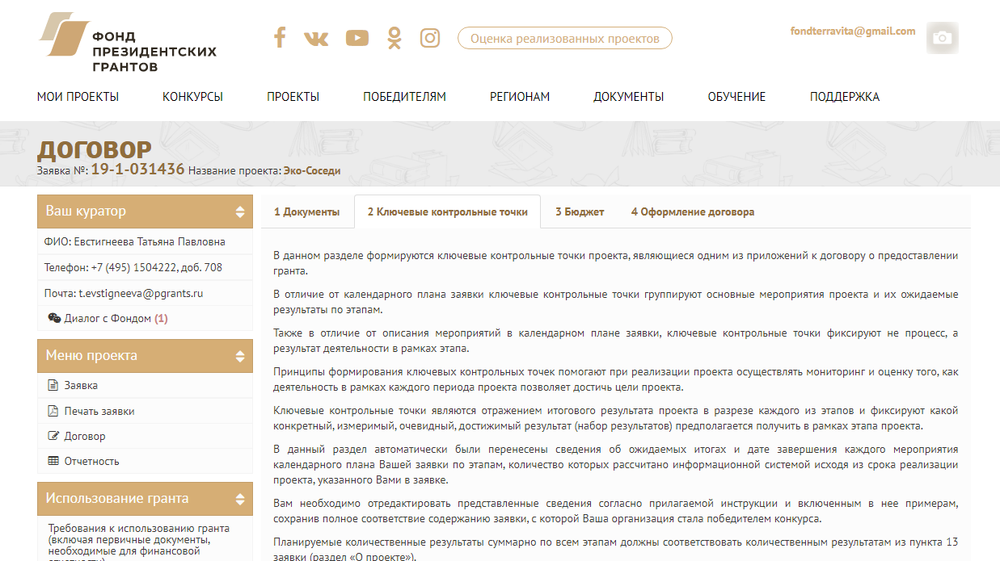 ФОНД
ПРЕЗИДЕНТСКИХ
ГРАНТОВ
Оценка реализованных проектов
fondterravita@gmail.com
МОИ ПРОЕКТЫ КОНКУРСЫ ПРОЕКТЫ ПОБЕДИТЕЛЯМ РЕГИОНАМ ДОКУМЕНТЫ ОБУЧЕНИЕ ПОДДЕРЖКА
ДОГОВОР
Заявка №: 19-1-031436 Название проекта: Эко-Соседи
Ваш куратор
ФИО: Евстигнеева Татьяна Павловна
Телефон: +7 (495) 1504222, доб. 708
Почта: t.evstigneeva@pgrants.ru
Диалог с Фондом (1)
Меню проекта
Заявка
Печать заявки
Договор
Отчетность
Использование гранта
Требования к использованию гранта
(включая первичные документы,
необходимые для финансовой
отчетности)
1 Документы 2 Ключевые контрольные точки 3 Бюджет 4 Оформление договора
В данном разделе формируются ключевые контрольные точки проекта, являющиеся одним из приложений к договору о предоставлении
гранта.
В отличие от календарного плана заявки ключевые контрольные точки группируют основные мероприятия проекта и их ожидаемые
результаты по этапам.
Также в отличие от описания мероприятий в календарном плане заявки, ключевые контрольные точки фиксируют не процесс, а
результат деятельности в рамках этапа.
Принципы формирования ключевых контрольных точек помогают при реализации проекта осуществлять мониторинг и оценку того, как
деятельность в рамках каждого периода проекта позволяет достичь цели проекта.
Ключевые контрольные точки являются отражением итогового результата проекта в разрезе каждого из этапов и фиксируют какой
конкретный, измеримый, очевидный, достижимый результат (набор результатов) предполагается получить в рамках этапа проекта.
В данный раздел автоматически были перенесены сведения об ожидаемых итогах и дате завершения каждого мероприятия
календарного плана Вашей заявки по этапам, количество которых рассчитано информационной системой исходя из срока реализации
проекта, указанного Вами в заявке.
Вам необходимо отредактировать представленные сведения согласно прилагаемой инструкции и включенным в нее примерам,
сохранив полное соответствие содержанию заявки, с которой Ваша организация стала победителем конкурса.
Планируемые количественные результаты суммарно по всем этапам должны соответствовать количественным результатам из пункта 13
заявки (раздел «О проекте»).